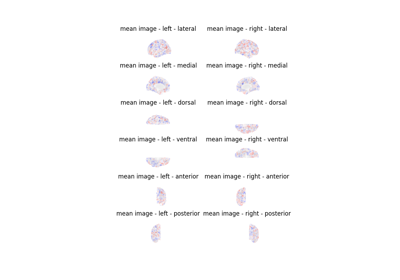 mean image - left - lateral
mean image - right - lateral
mean image - left - medial
mean image - right - medial
mean image - left - dorsal
mean image - right - dorsal
mean image - left - ventral
mean image - right - ventral
mean image - left - anterior
mean image - right - anterior
mean image - left - posterior
mean image - right - posterior